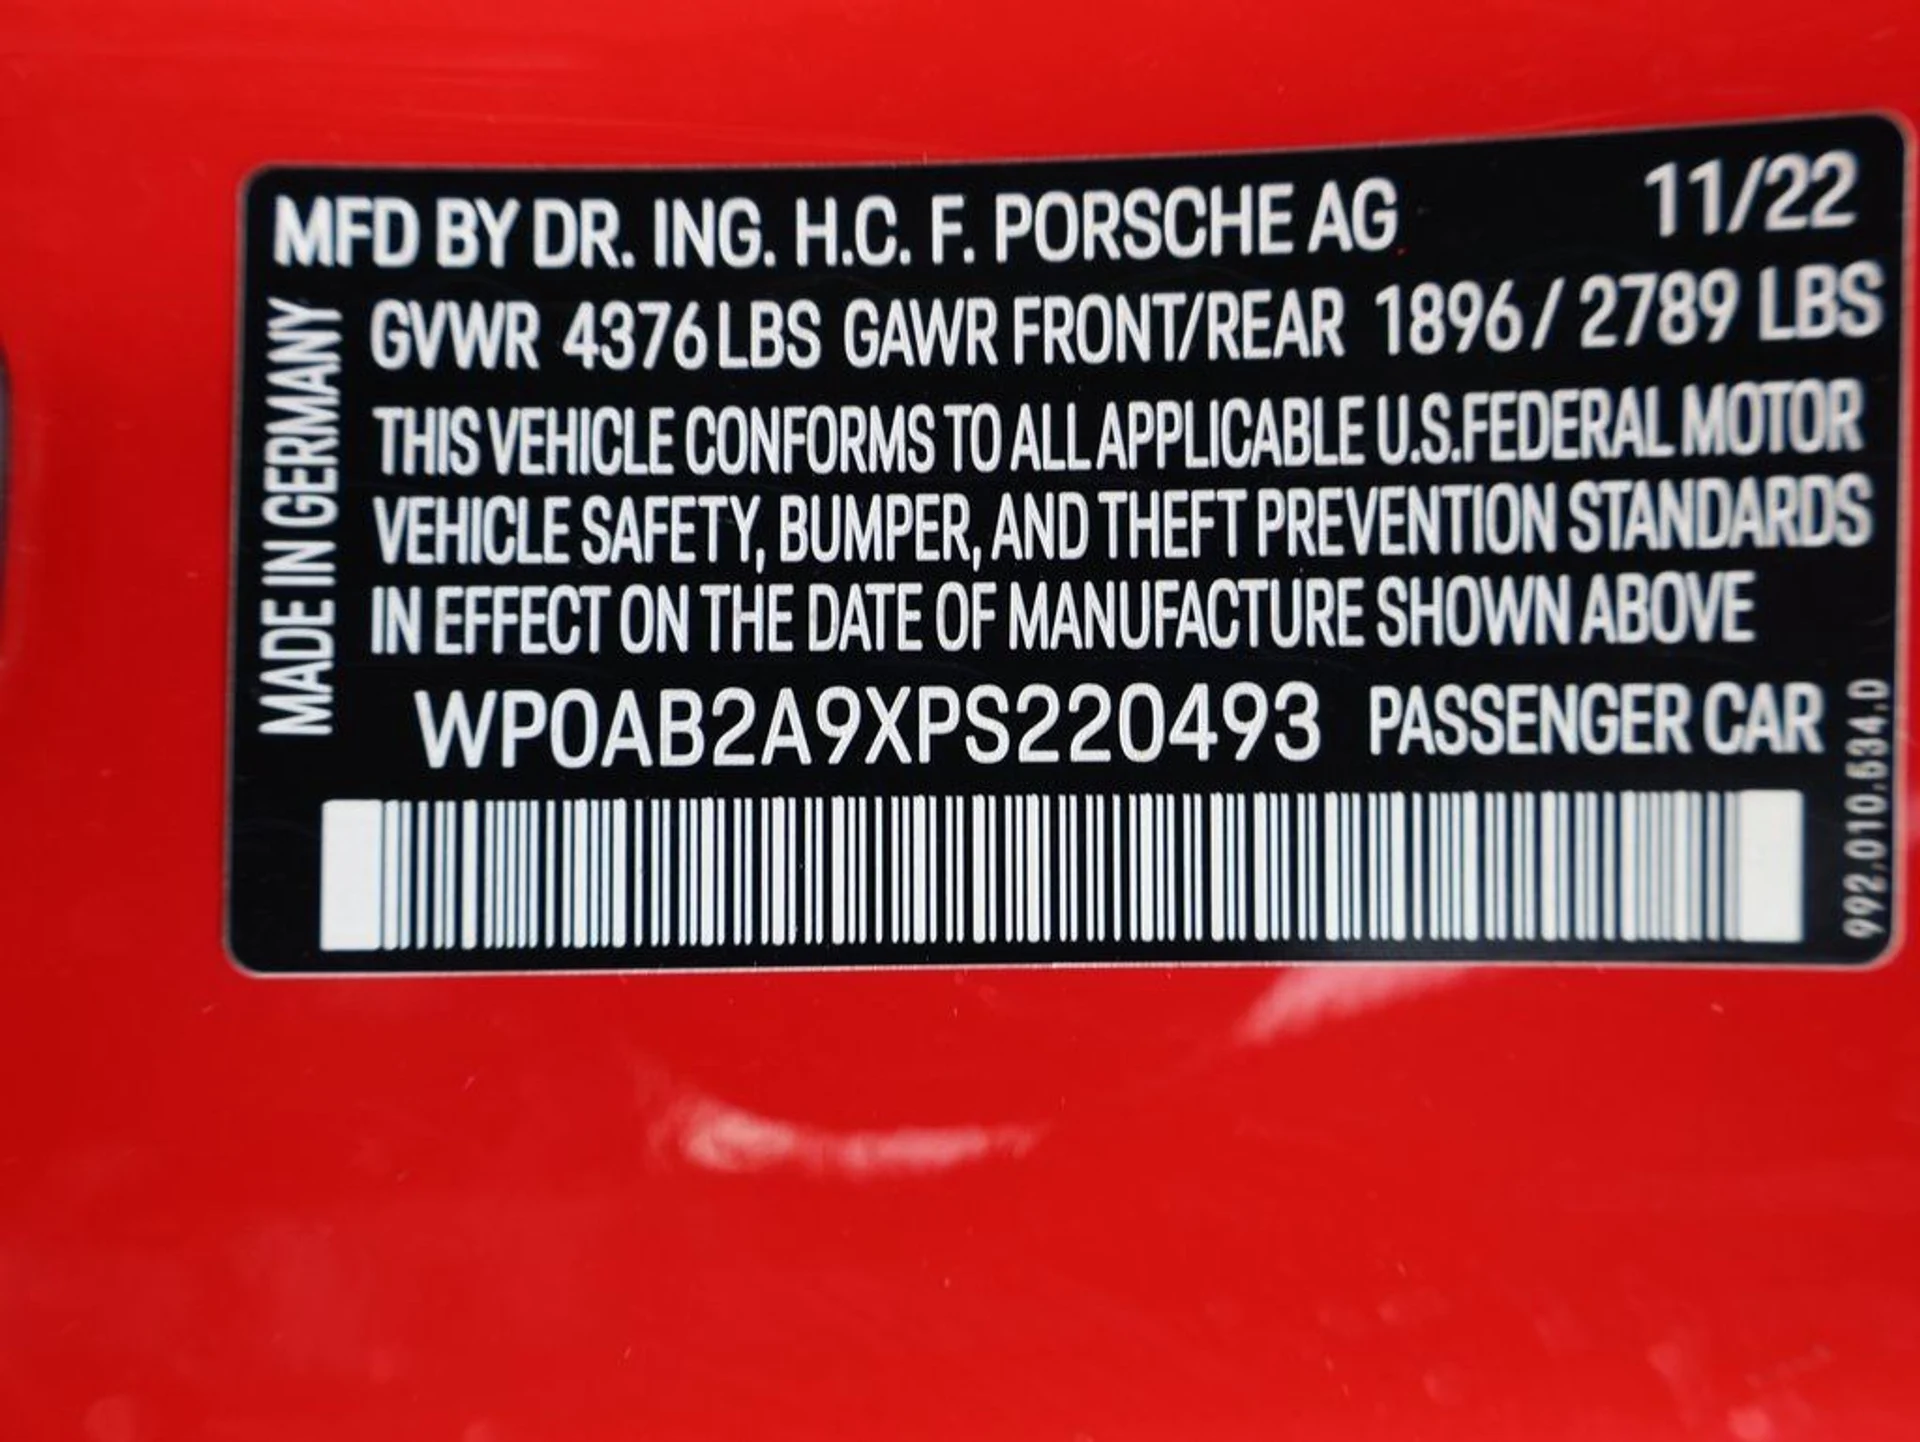 MFD BY DR. ING. H.C. F. PORSCHE AG 11/22
GVWR 4376 LBS GAWR FRONT/REAR 1896 / 2789 LBS
THIS VEHICLE CONFORMS TO ALL APPLICABLE U.S.FEDERAL MOTOR
VEHICLE SAFETY, BUMPER, AND THEFT PREVENTION STANDARDS
IN EFFECT ON THE DATE OF MANUFACTURE SHOWN ABOVE
WP0AB2A9XPS220493 PASSENGER CAR
MADE IN GERMANY
992.010.534.D